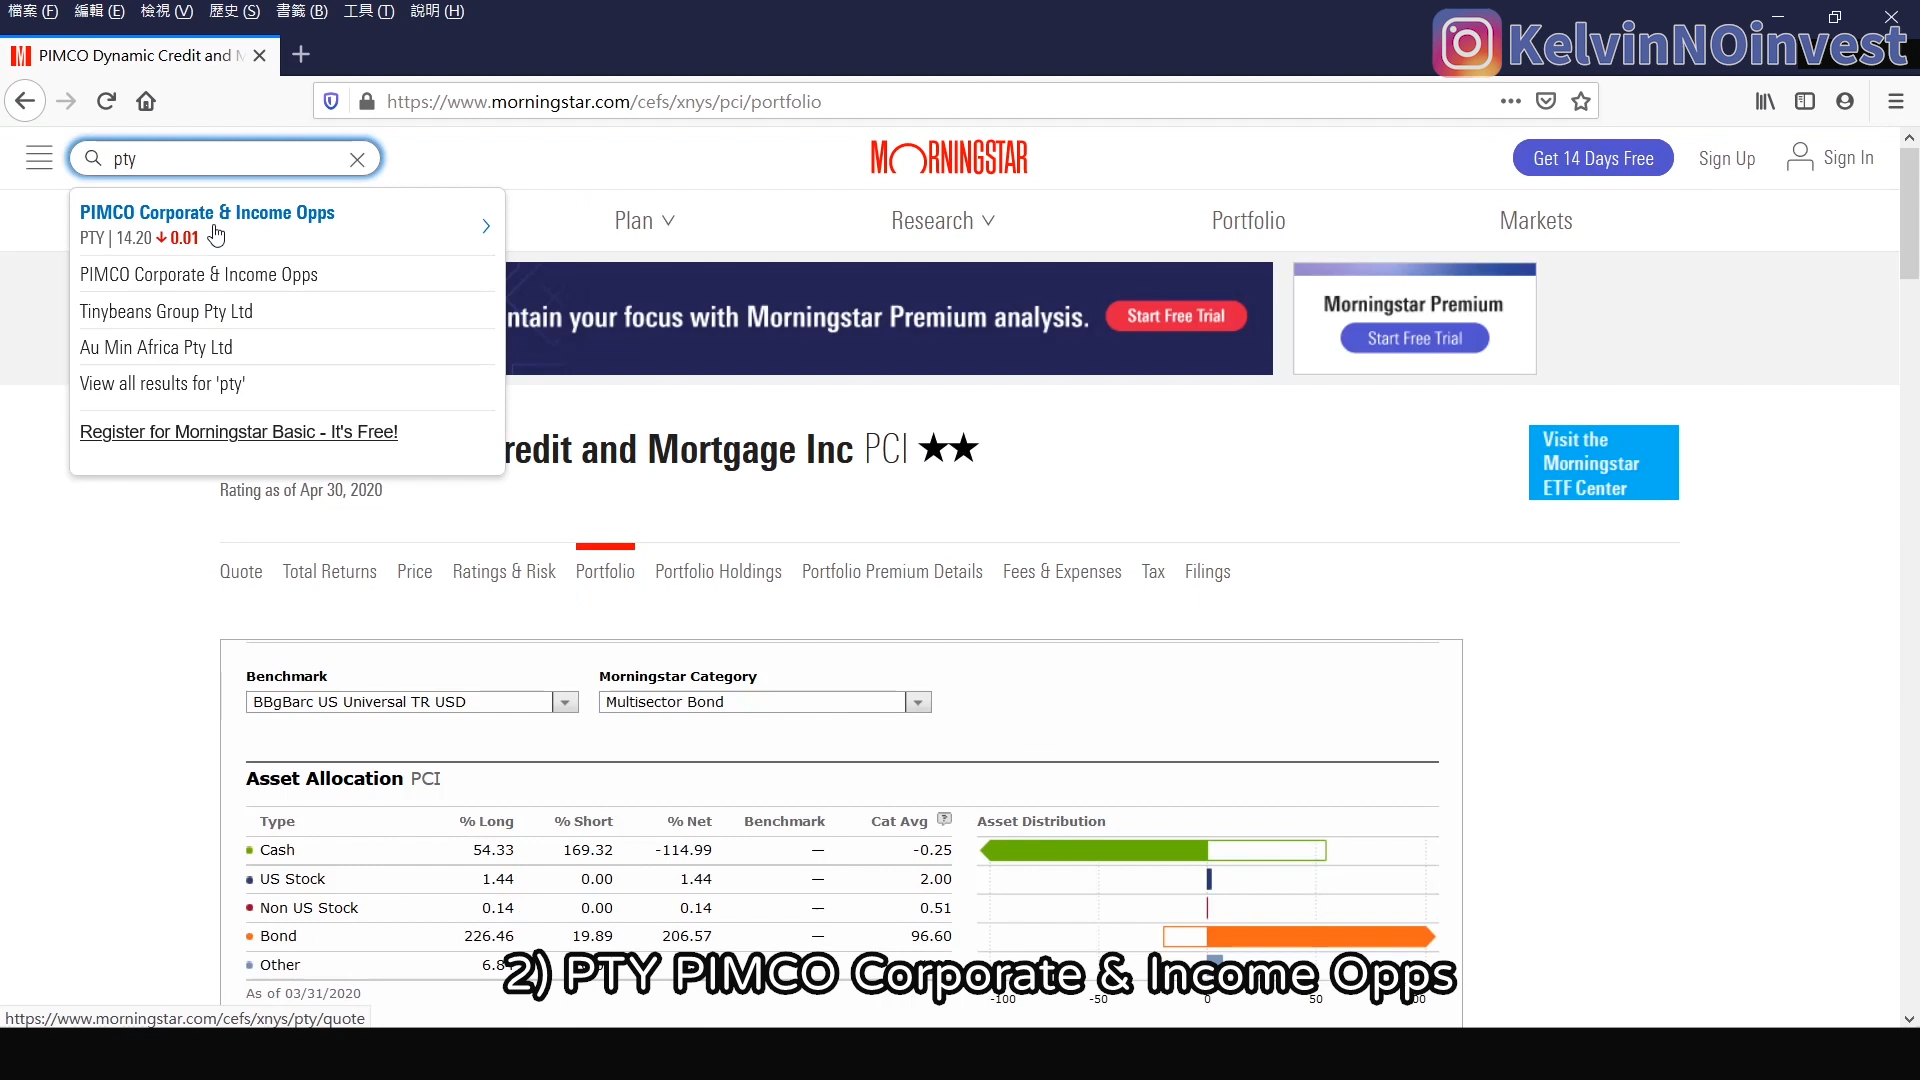 檔案 (F) 編輯 (E) 檢視 (V) 歷史 (S) 書籤 (B) 工具 (T) 說明 (H)
KelvinNOinvest
PIMCO Dynamic Credit and M
https://www.morningstar.com/cefs/xnys/pci/portfolio
pty
MORNINGSTAR
Get 14 Days Free
Sign Up
Sign In
PIMCO Corporate & Income Opps
PTY | 14.20 ↓ 0.01
PIMCO Corporate & Income Opps
Tinybeans Group Pty Ltd
Au Min Africa Pty Ltd
View all results for 'pty'
Register for Morningstar Basic - It's Free!
Plan
Research
Portfolio
Markets
ntain your focus with Morningstar Premium analysis.
Start Free Trial
Morningstar Premium
Start Free Trial
redit and Mortgage Inc PCI ★★
Rating as of Apr 30, 2020
Visit the
Morningstar
ETF Center
Quote Total Returns Price Ratings & Risk Portfolio Portfolio Holdings Portfolio Premium Details Fees & Expenses Tax Filings
Benchmark Morningstar Category
BBgBarc US Universal TR USD Multisector Bond
Asset Allocation PCI
Type % Long % Short % Net Benchmark Cat Avg Asset Distribution
Cash 54.33 169.32 -114.99 — -0.25
US Stock 1.44 0.00 1.44 — 2.00
Non US Stock 0.14 0.00 0.14 — 0.51
Bond 226.46 19.89 206.57 — 96.60
Other
2) PTY PIMCO Corporate & Income Opps
As of 03/31/2020
-100 -50 0 50
https://www.morningstar.com/cefs/xnys/pty/quote